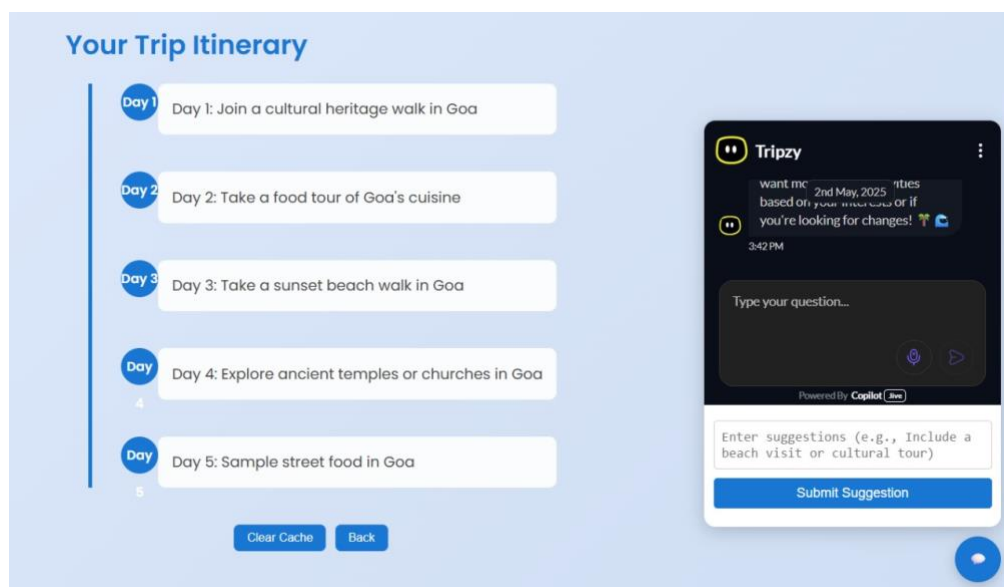 Your Trip Itinerary
Day 1
Day 1: Join a cultural heritage walk in Goa
Day 2
Day 2: Take a food tour of Goa's cuisine
Day 3
Day 3: Take a sunset beach walk in Goa
Day
4
Day 4: Explore ancient temples or churches in Goa
Day
5
Day 5: Sample street food in Goa
Clear Cache
Back
Tripzy
want
2nd May, 2025
based on or if
you're looking for changes! 🌴 🌊
3:42 PM
Type your question...
Powered By Copilot .live
Enter suggestions (e.g., Include a
beach visit or cultural tour)
Submit Suggestion